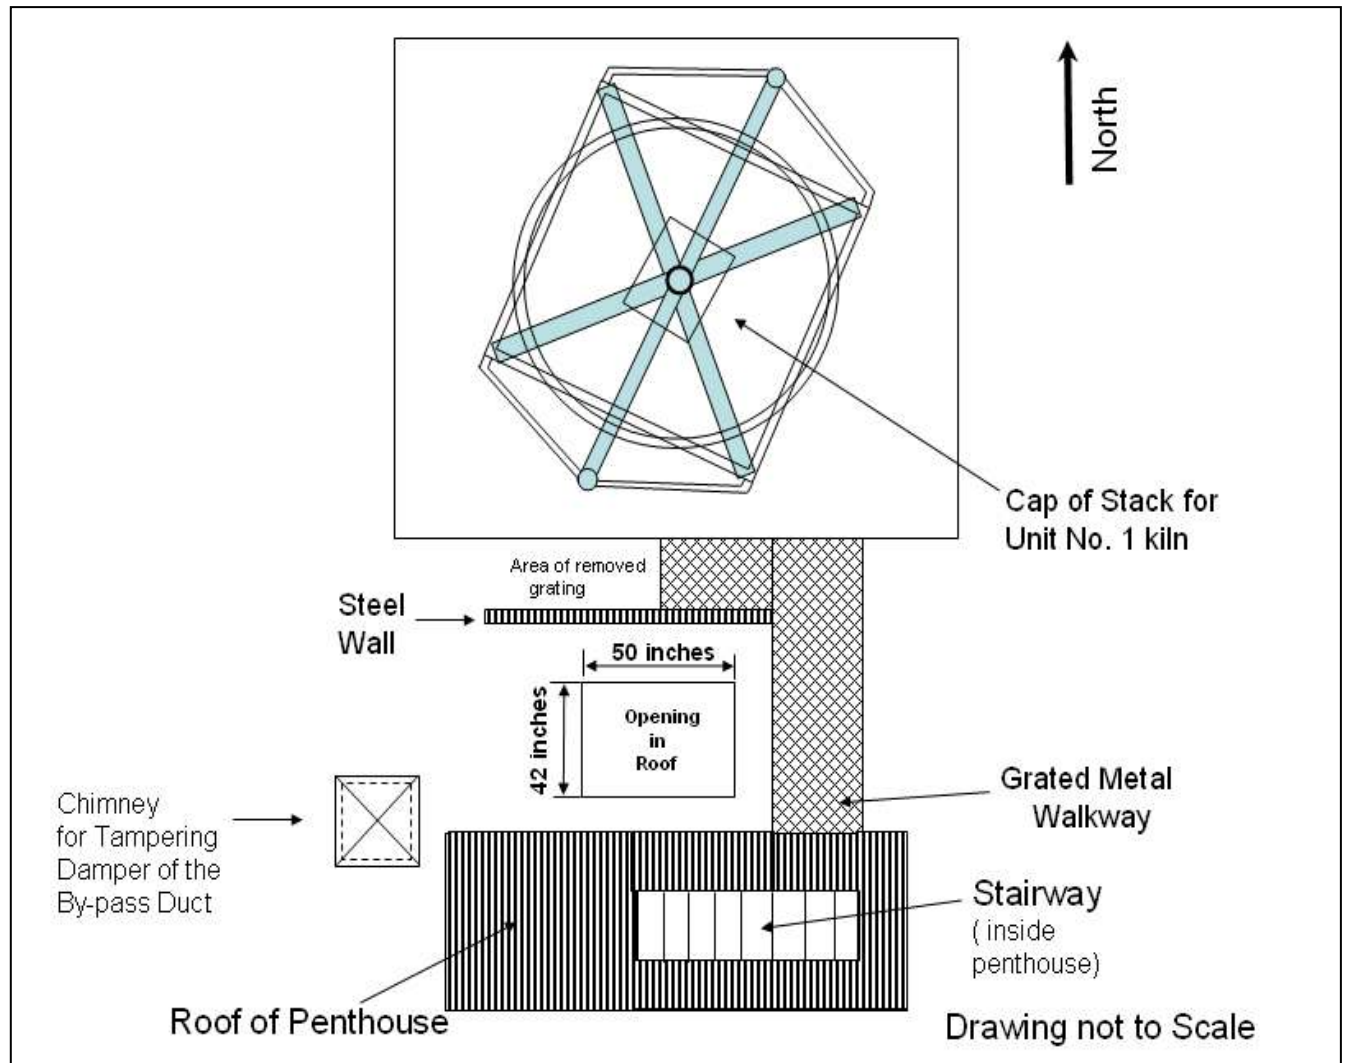 North
Cap of Stack for
Unit No. 1 kiln
Area of removed
grating
Steel
Wall
50 inches
42 inches
Opening
in
Roof
Chimney
for Tampering
Damper of the
By-pass Duct
Grated Metal
Walkway
Stairway
( inside
penthouse)
Roof of Penthouse
Drawing not to Scale